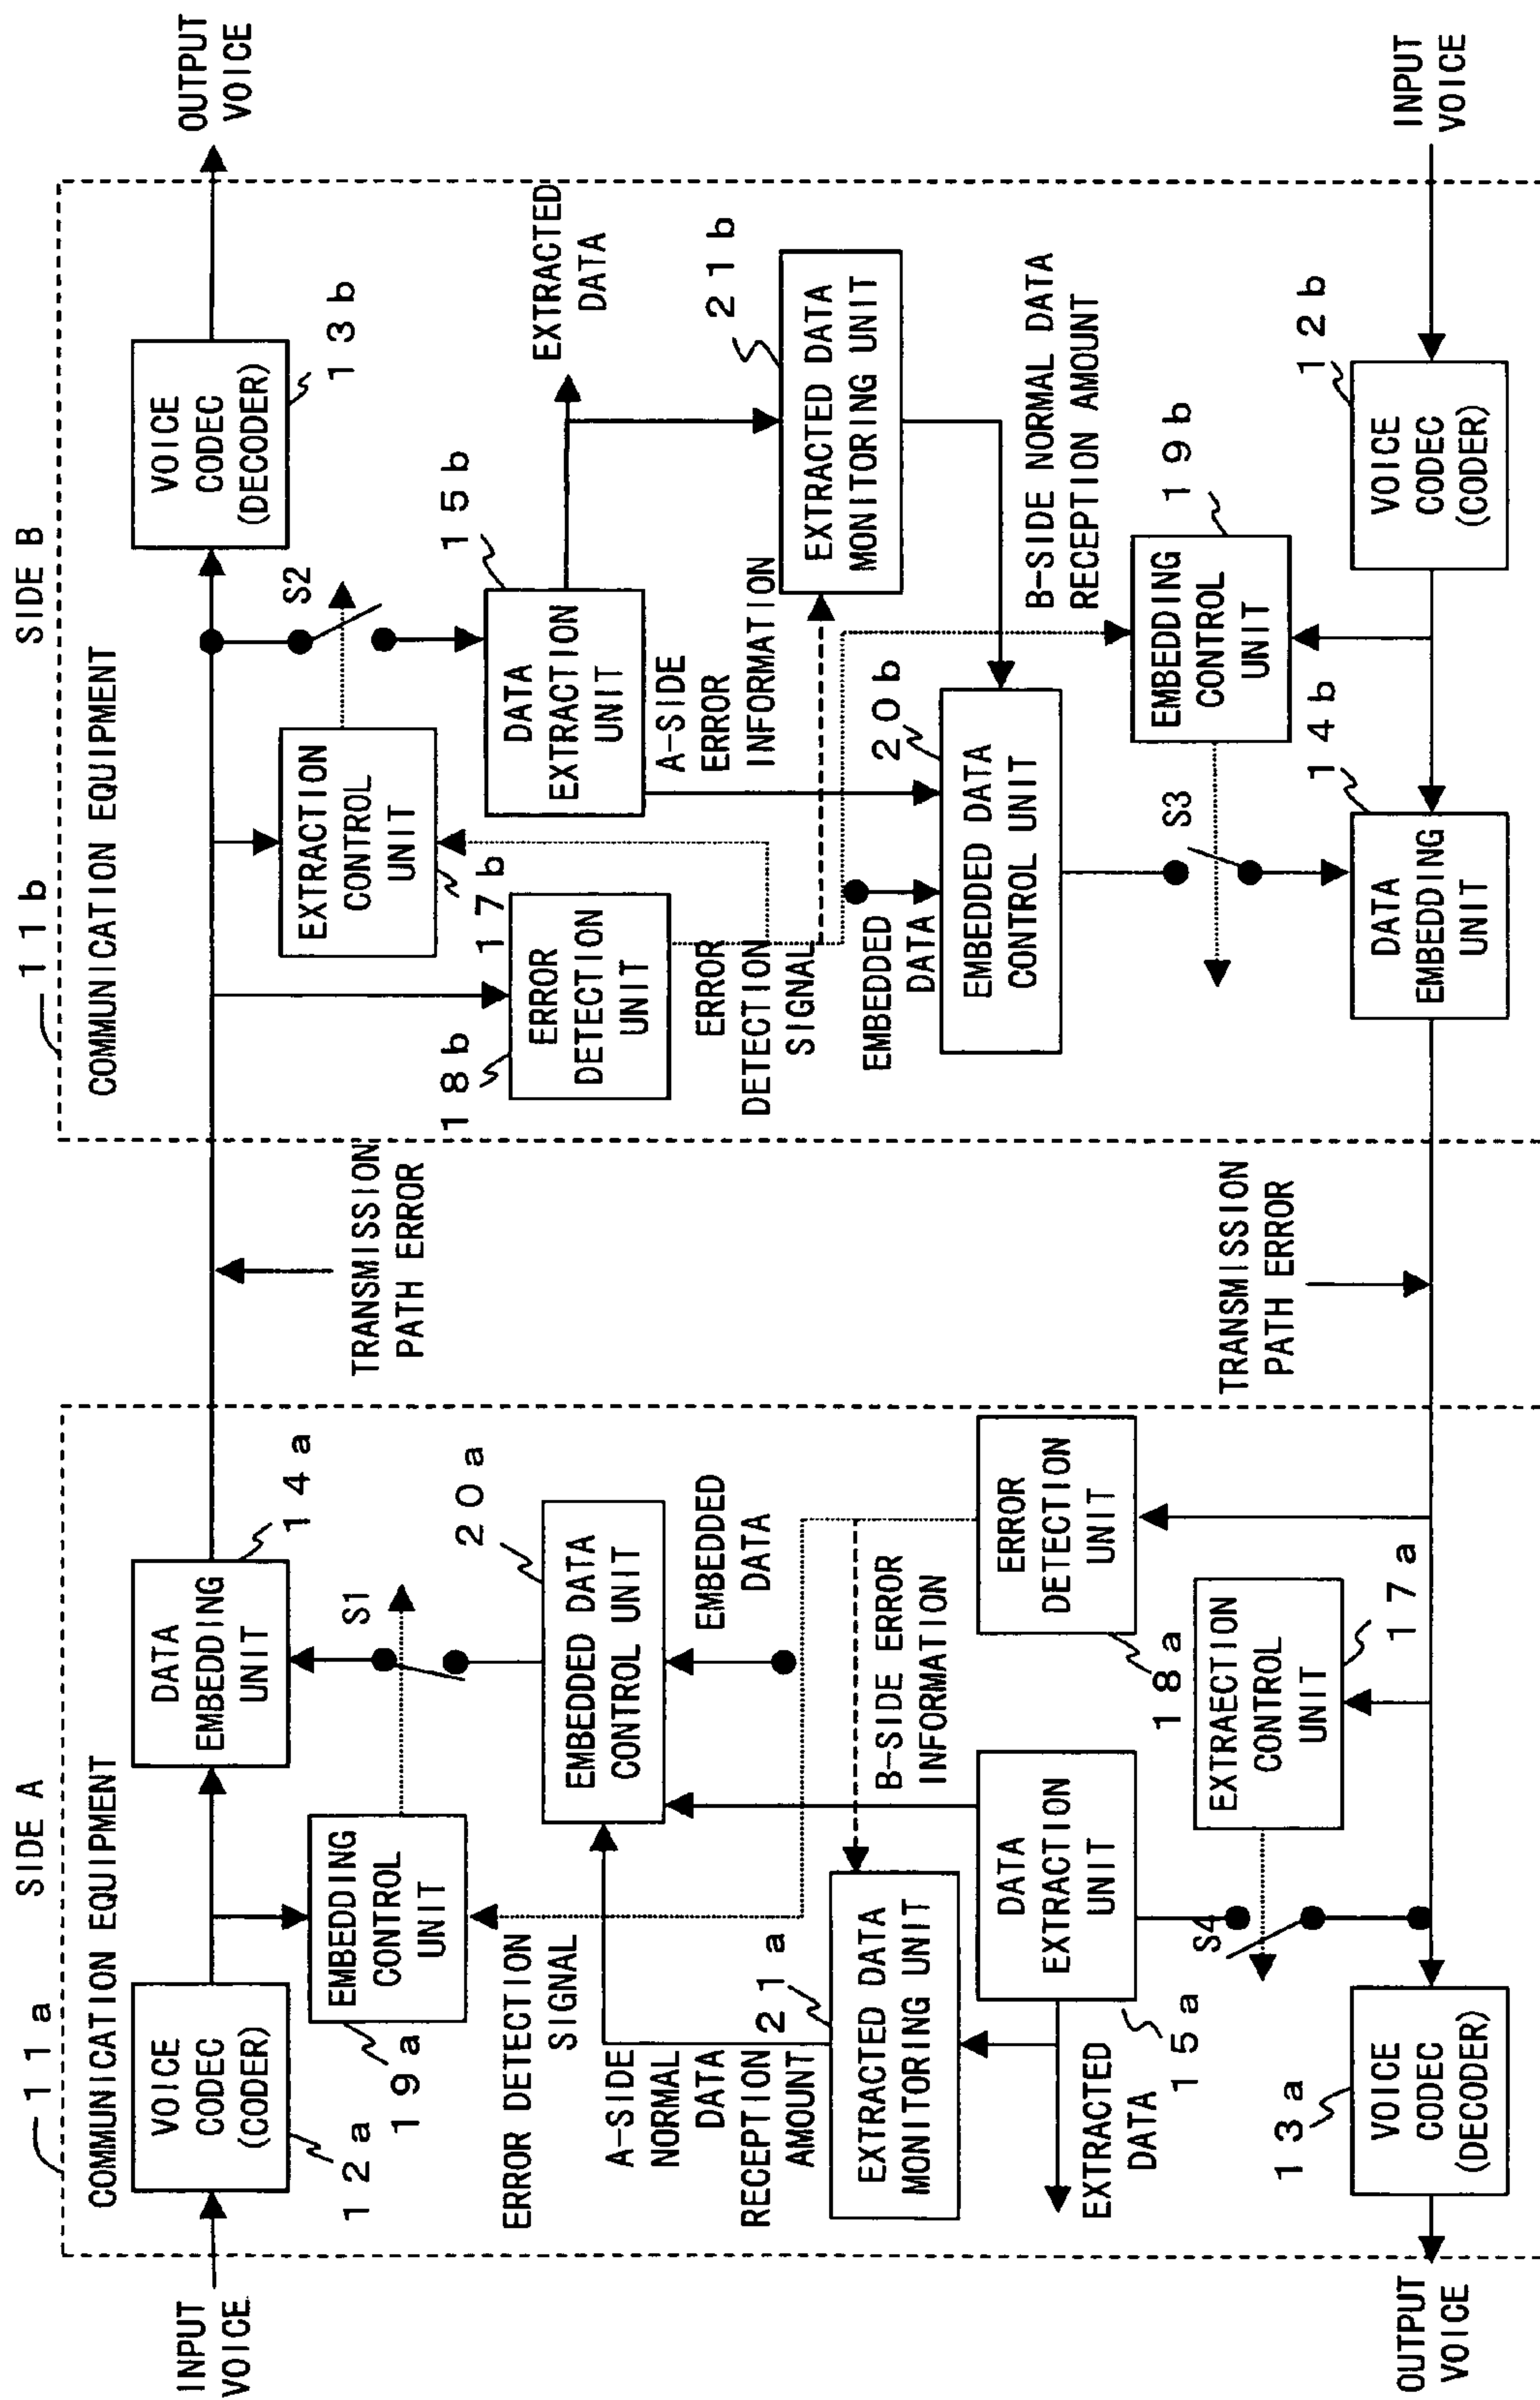 11a
SIDE A
COMMUNICATION EQUIPMENT
INPUT
VOICE
VOICE
CODEC
(CODER)
12a
EMBEDDING
CONTROL
UNIT
19a
DATA
EMBEDDING
UNIT
14a
S1
ERROR DETECTION
SIGNAL
EMBEDDED DATA
CONTROL UNIT
20a
EMBEDDED
DATA
A-SIDE
NORMAL
DATA
RECEPTION
AMOUNT
21a
EXTRACTED DATA
MONITORING UNIT
B-SIDE ERROR
INFORMATION
DATA
EXTRACTION
UNIT
15a
EXTRACTED
DATA
ERROR
DETECTION
UNIT
18a
EXTRAECTION
CONTROL
UNIT
17a
S4
13a
VOICE
CODEC
(DECODER)
OUTPUT
VOICE
TRANSMISSION
PATH ERROR
TRANSMISSION
PATH ERROR
11b
SIDE B
COMMUNICATION EQUIPMENT
VOICE
CODEC
(DECODER)
13b
OUTPUT
VOICE
EXTRACTION
CONTROL
UNIT
17b
S2
18b
ERROR
DETECTION
UNIT
DATA
EXTRACTION
UNIT
15b
EXTRACTED
DATA
ERROR
DETECTION
SIGNAL
A-SIDE
ERROR
INFORMATION
21b
EXTRACTED DATA
MONITORING UNIT
EMBEDDED
DATA
EMBEDDED DATA
CONTROL UNIT
20b
B-SIDE NORMAL DATA
RECEPTION AMOUNT
EMBEDDING
CONTROL
UNIT
19b
S3
DATA
EMBEDDING
UNIT
14b
VOICE
CODEC
(CODER)
12b
INPUT
VOICE